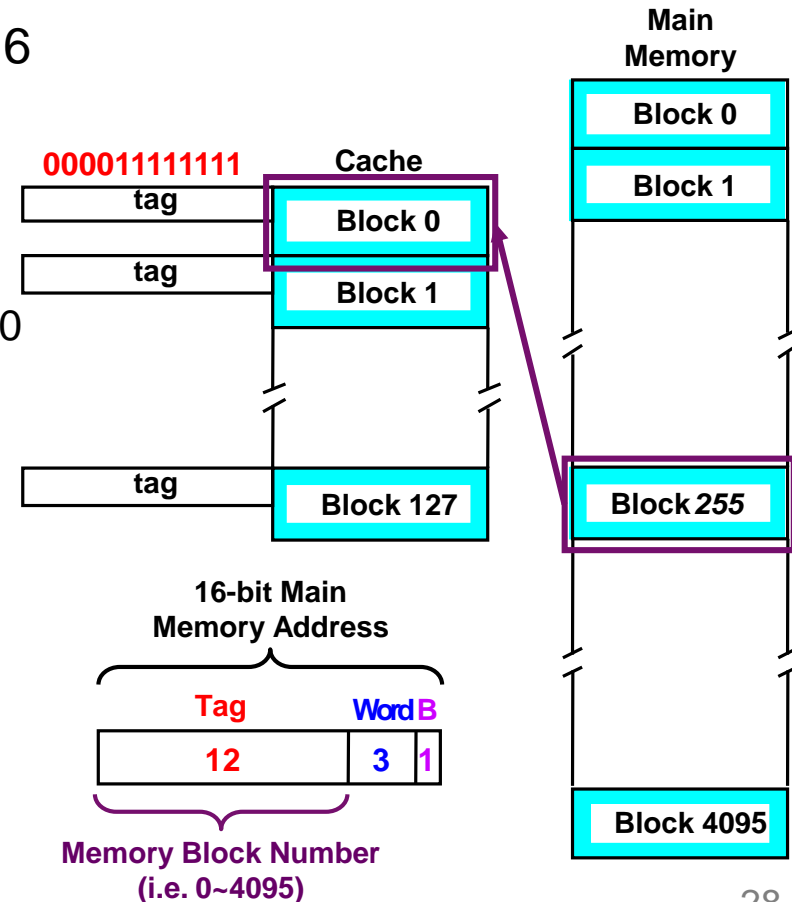 6
Main
Memory
Block 0
000011111111
Cache
tag
Block 0
Block 1
tag
Block 1
0
tag
Block 127
Block 255
16-bit Main
Memory Address
Tag
Word B
12
3
1
Block 4095
Memory Block Number
(i.e. 0~4095)
28